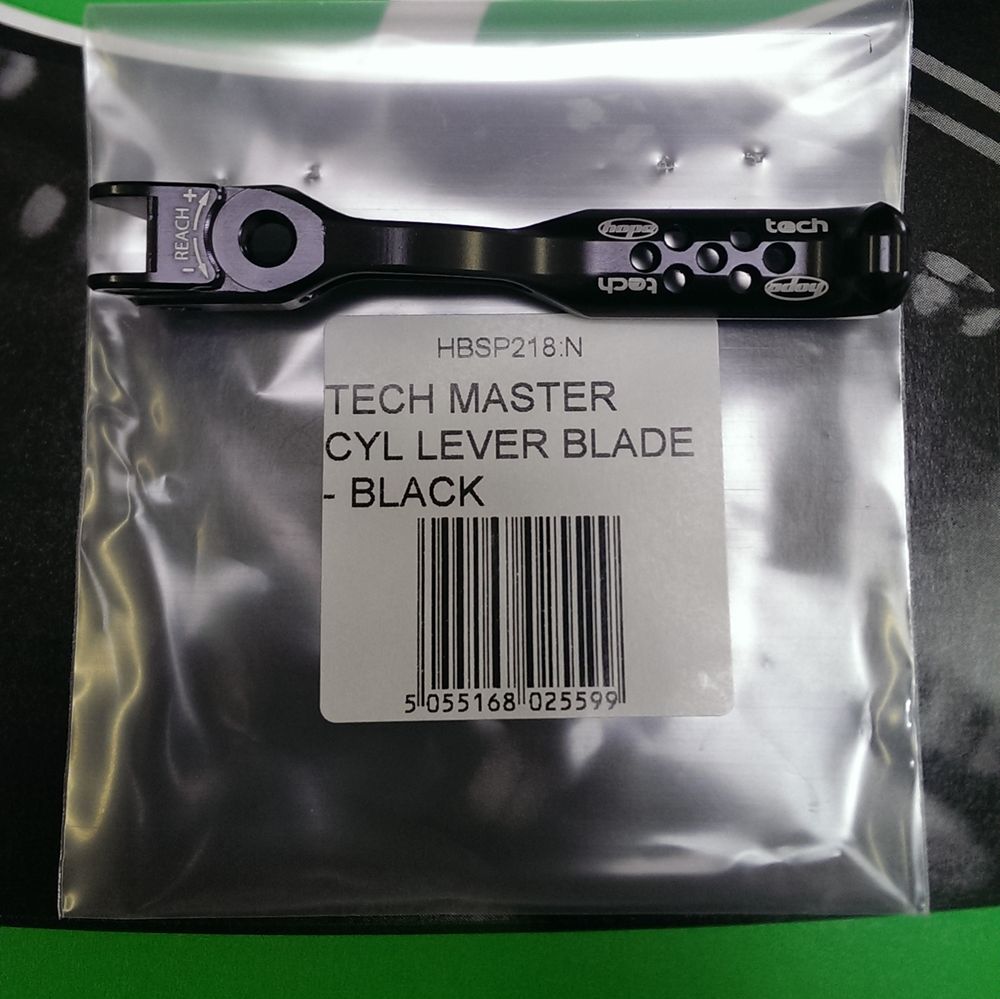 - REACH +
hope
tech
tech
hope
HBSP218:N
TECH MASTER
CYL LEVER BLADE
- BLACK
5 055168 025599